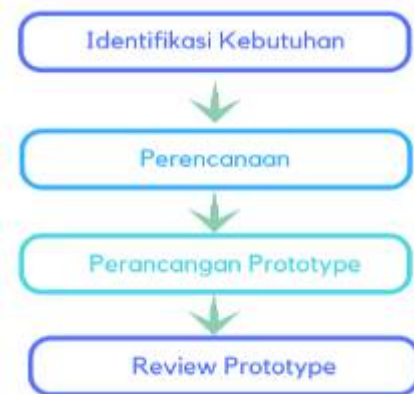 Identifikasi Kebutuhan
Perencanaan
Perancangan Prototype
Review Prototype